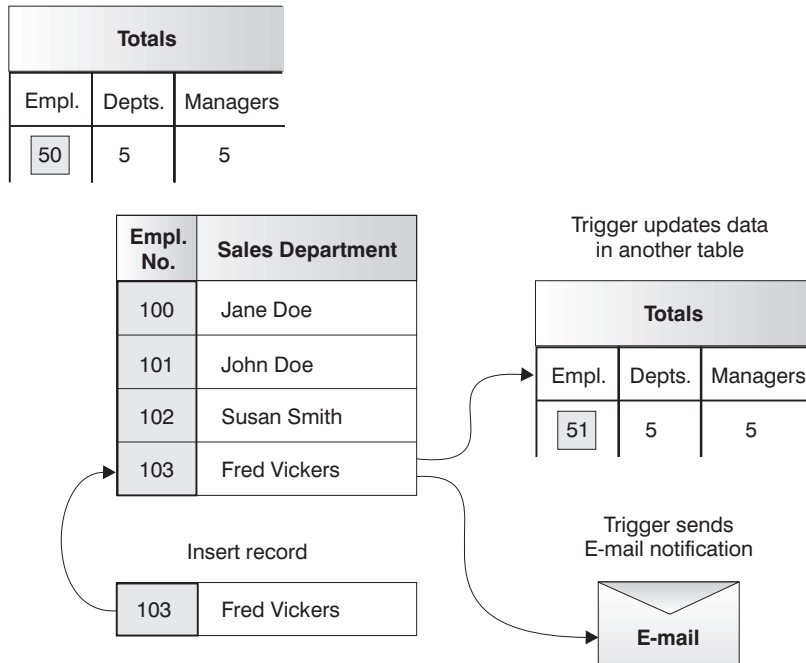 Totals
Empl. Depts. Managers
50 5 5
Empl. No. Sales Department
100 Jane Doe
101 John Doe
102 Susan Smith
103 Fred Vickers
Insert record
103 Fred Vickers
Trigger updates data
in another table
Totals
Empl. Depts. Managers
51 5 5
Trigger sends
E-mail notification
E-mail